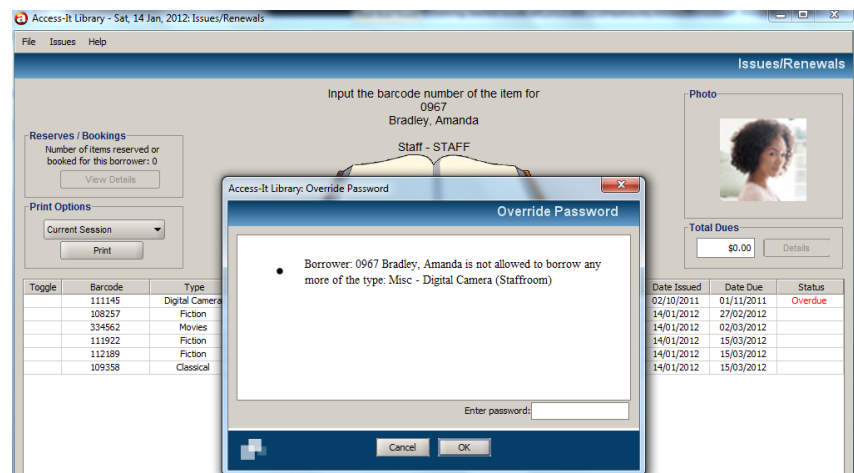 Access-It Library - Sat, 14 Jan, 2012: Issues/Renewals
File Issues Help
Issues/Renewals
Input the barcode number of the item for
0967
Bradley, Amanda
Staff - STAFF
Reserves / Bookings
Number of items reserved or
booked for this borrower: 0
View Details
Print Options
Current Session
Print
Photo
Total Dues
$0.00 Details
Access-It Library: Override Password
Override Password
• Borrower: 0967 Bradley, Amanda is not allowed to borrow any
more of the type: Misc - Digital Camera (Staffroom)
Enter password:
Cancel OK
Toggle Barcode Type Date Issued Date Due Status
111145 Digital Camera 02/10/2011 01/11/2011 Overdue
108257 Fiction 14/01/2012 27/02/2012
334562 Movies 14/01/2012 02/03/2012
111922 Fiction 14/01/2012 15/03/2012
112189 Fiction 14/01/2012 15/03/2012
109358 Classical 14/01/2012 15/03/2012